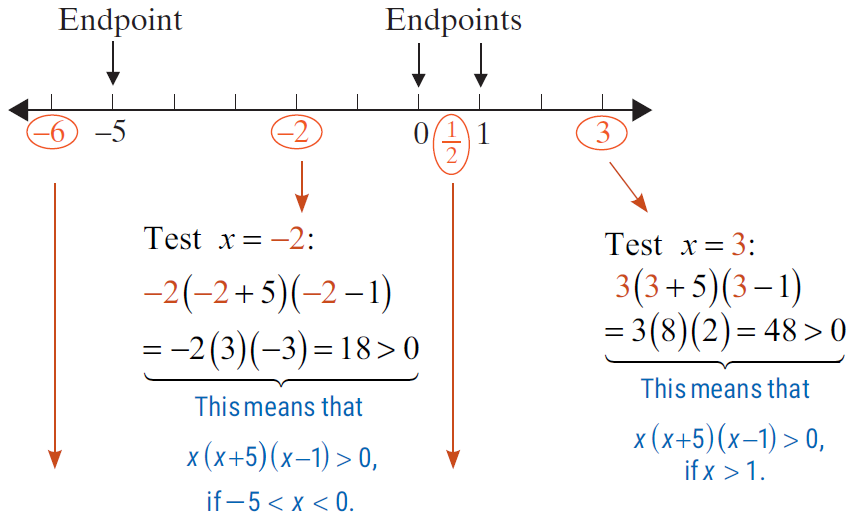 Endpoint Endpoints
–6 –5 –2 0 1/2 1 3
Test x = –2:
–2(–2 + 5)(–2 – 1)
= –2(3)(–3) = 18 > 0
This means that
x(x+5)(x–1) > 0,
if –5 < x < 0.
Test x = 3:
3(3 + 5)(3 – 1)
= 3(8)(2) = 48 > 0
This means that
x(x+5)(x–1) > 0,
if x > 1.